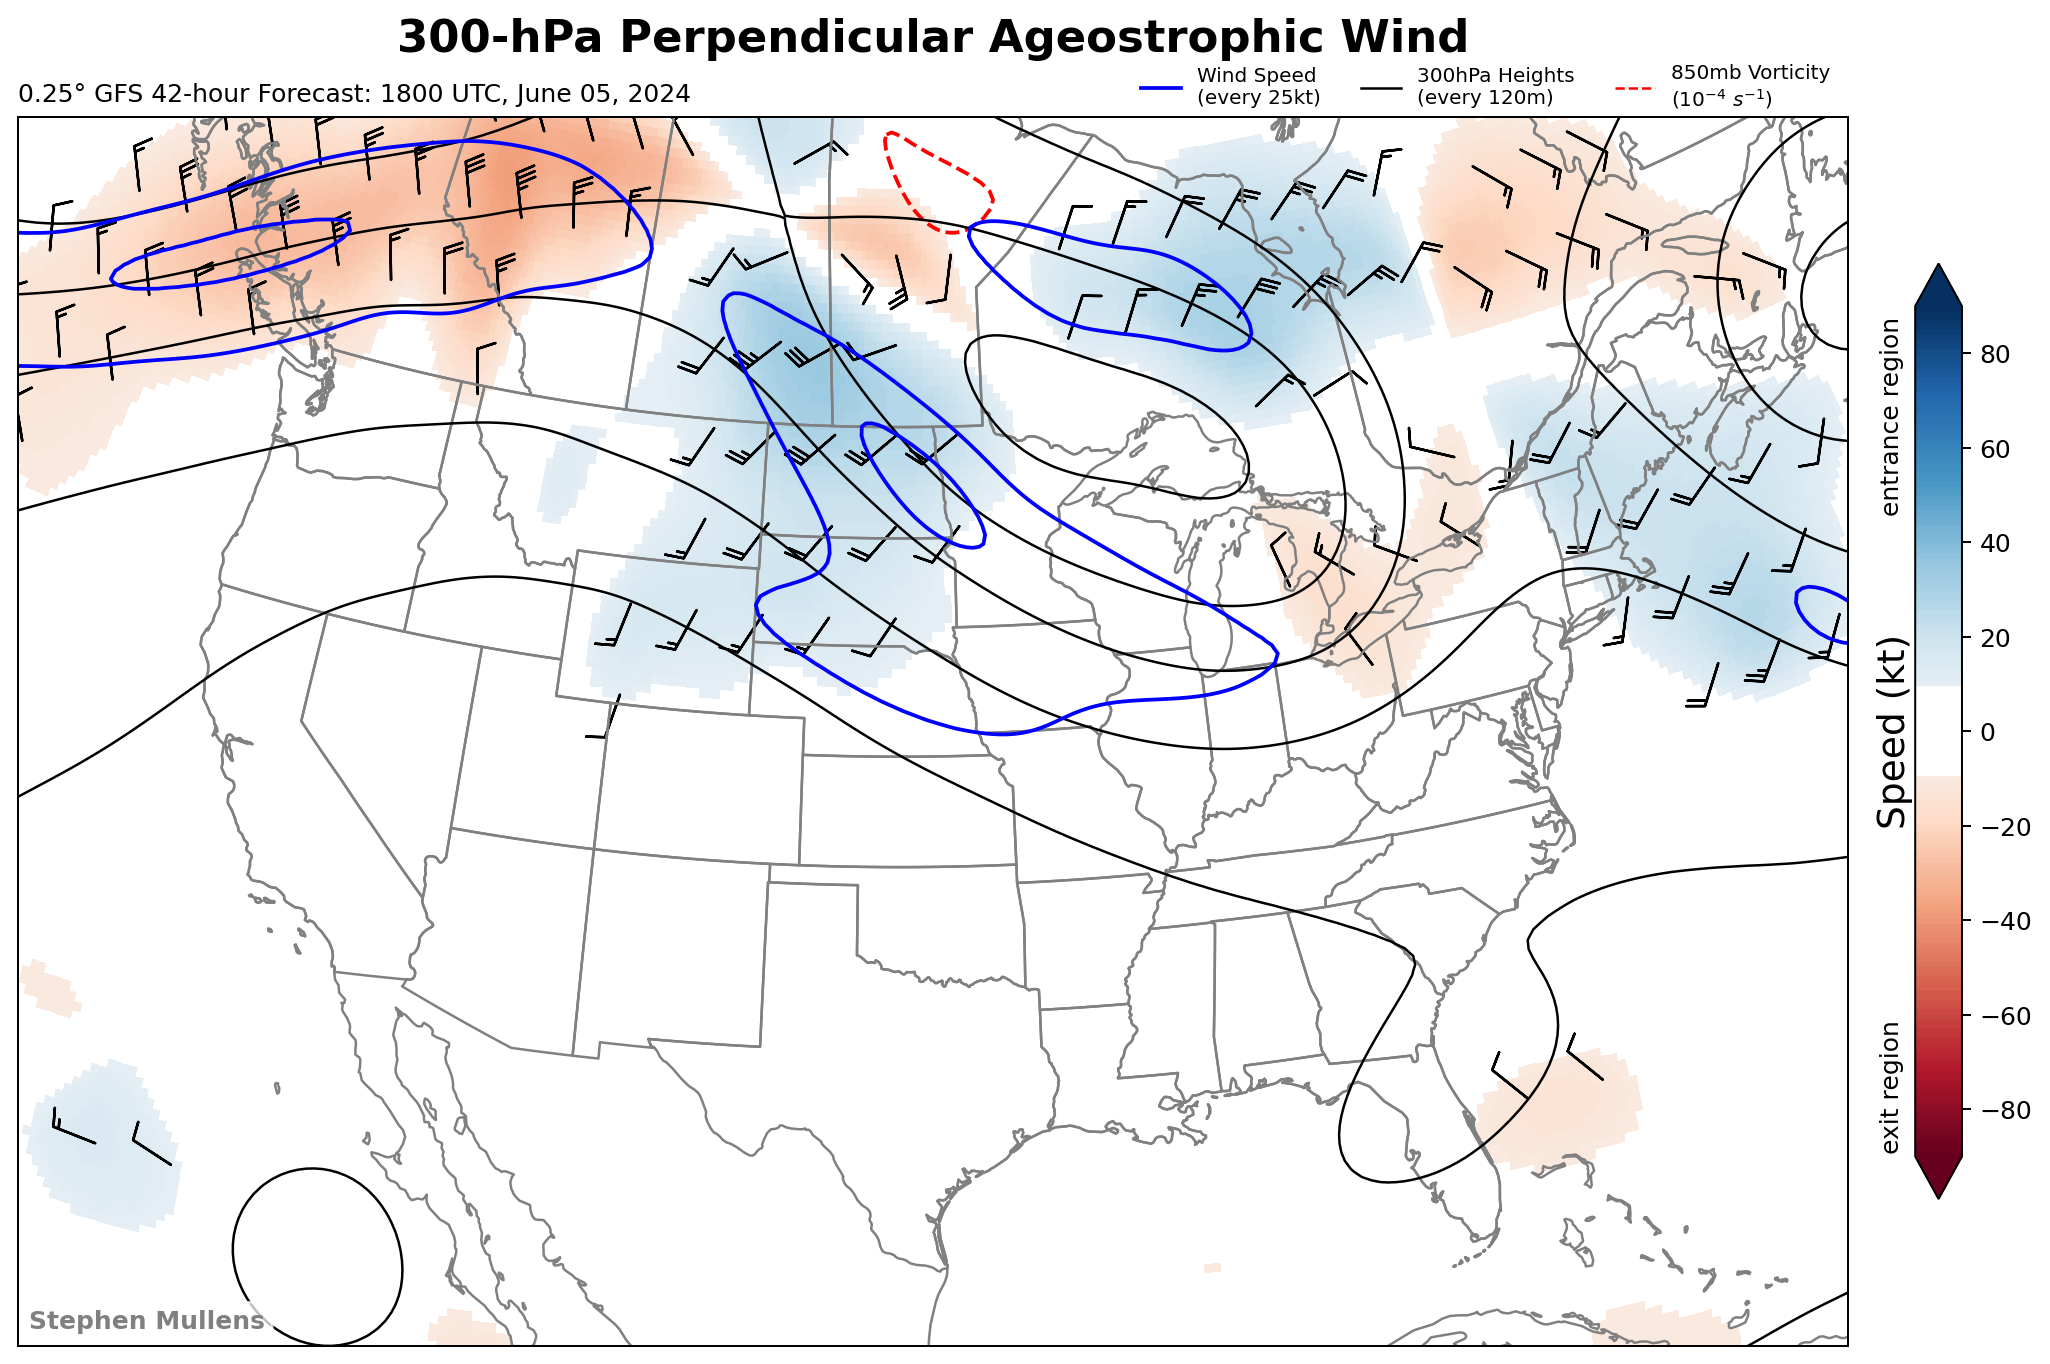 300-hPa Perpendicular Ageostrophic Wind
0.25° GFS 42-hour Forecast: 1800 UTC, June 05, 2024
Wind Speed
(every 25kt)
300hPa Heights
(every 120m)
850mb Vorticity
(10⁻⁴ s⁻¹)
entrance region
Speed (kt)
exit region
80
60
40
20
0
−20
−40
−60
−80
Stephen Mullens